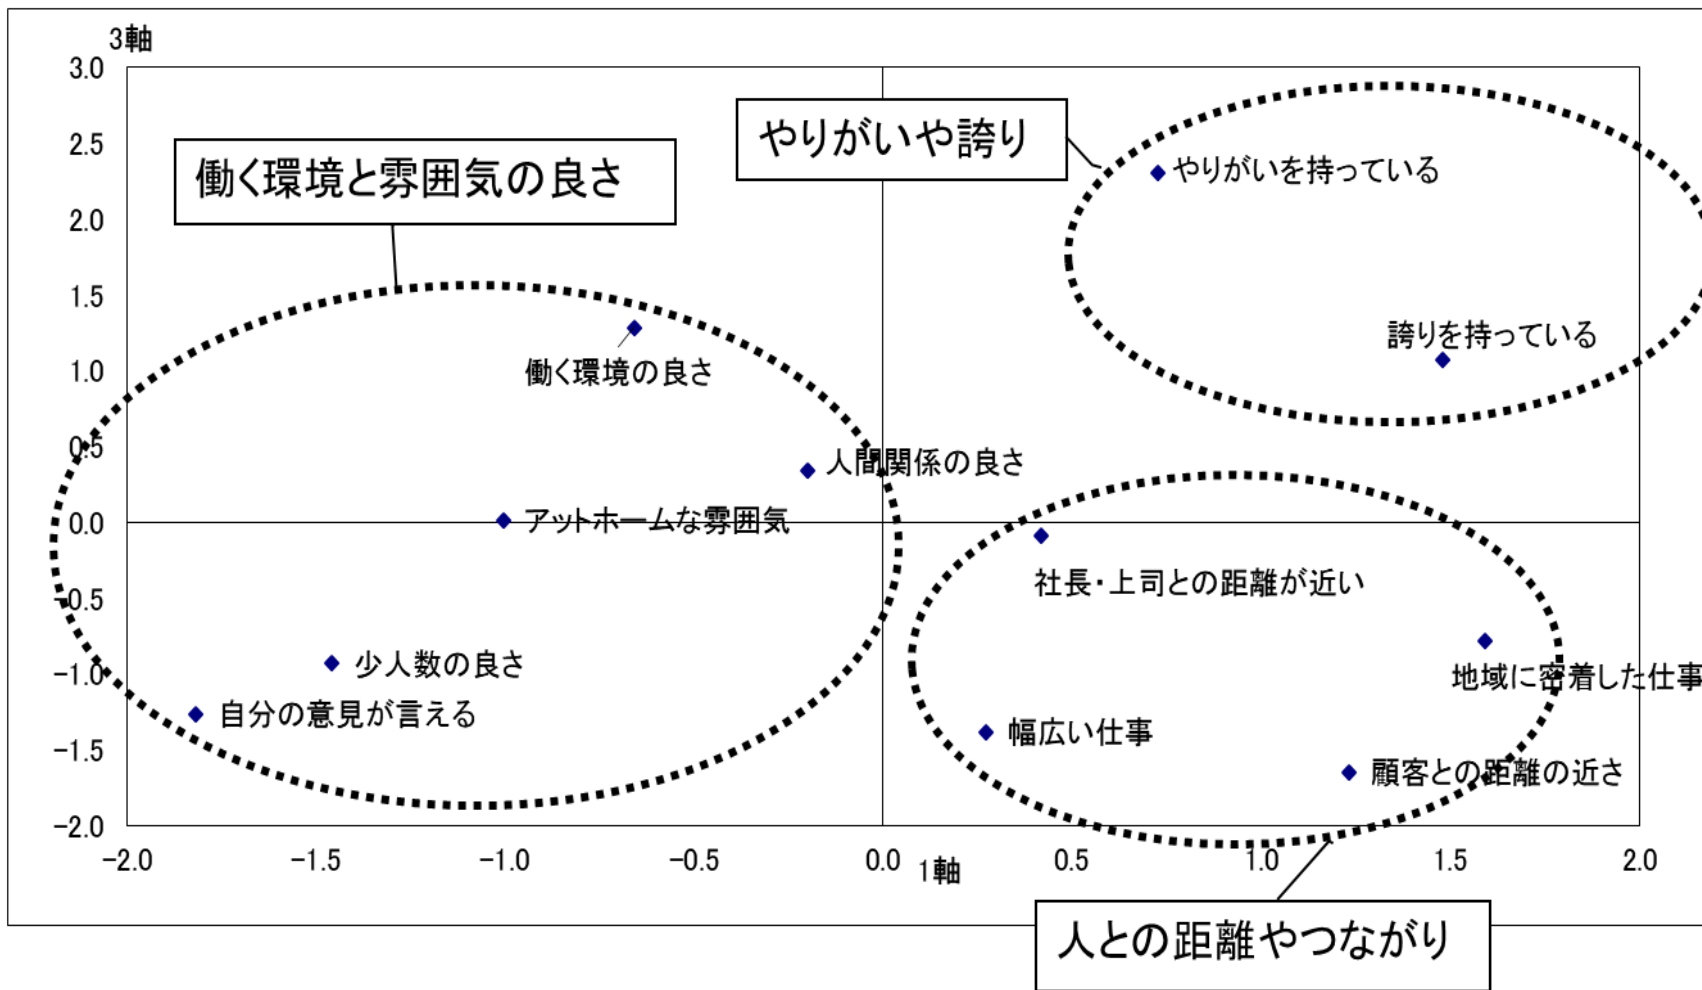 3軸
3.0
やりがいや誇り
2.5
働く環境と雰囲気の良さ
やりがいを持っている
2.0
1.5
誇りを持っている
働く環境の良さ
1.0
0.5
人間関係の良さ
0.0
アットホームな雰囲気
社長・上司との距離が近い
-0.5
少人数の良さ
-1.0
地域に密着した仕事
自分の意見が言える
幅広い仕事
-1.5
顧客との距離の近さ
-2.0
-2.0 -1.5 -1.0 -0.5 0.0 0.5 1.0 1.5 2.0
1軸
人との距離やつながり